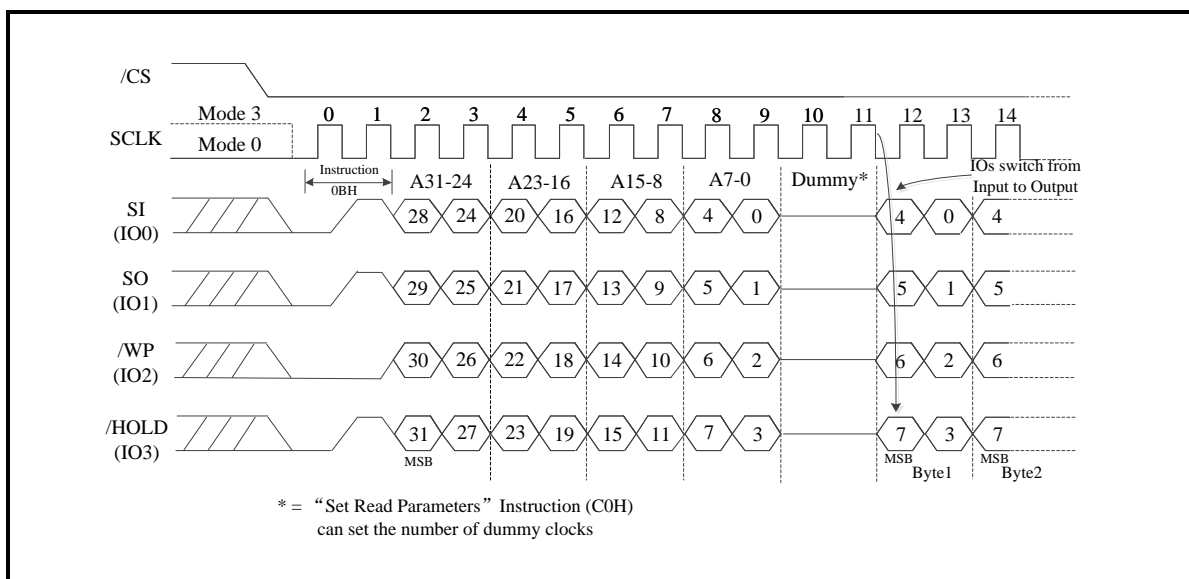 /CS
Mode 3 0 1 2 3 4 5 6 7 8 9 10 11 12 13 14
SCLK Mode 0
Instruction
0BH
A31-24 A23-16 A15-8 A7-0 Dummy*
IOs switch from
Input to Output
SI
(IO0)
28 24 20 16 12 8 4 0 4 0 4
SO
(IO1)
29 25 21 17 13 9 5 1 5 1 5
/WP
(IO2)
30 26 22 18 14 10 6 2 6 2 6
/HOLD
(IO3)
31 27 23 19 15 11 7 3 7 3 7
MSB MSB MSB
Byte1 Byte2
* = “Set Read Parameters” Instruction (C0H)
can set the number of dummy clocks